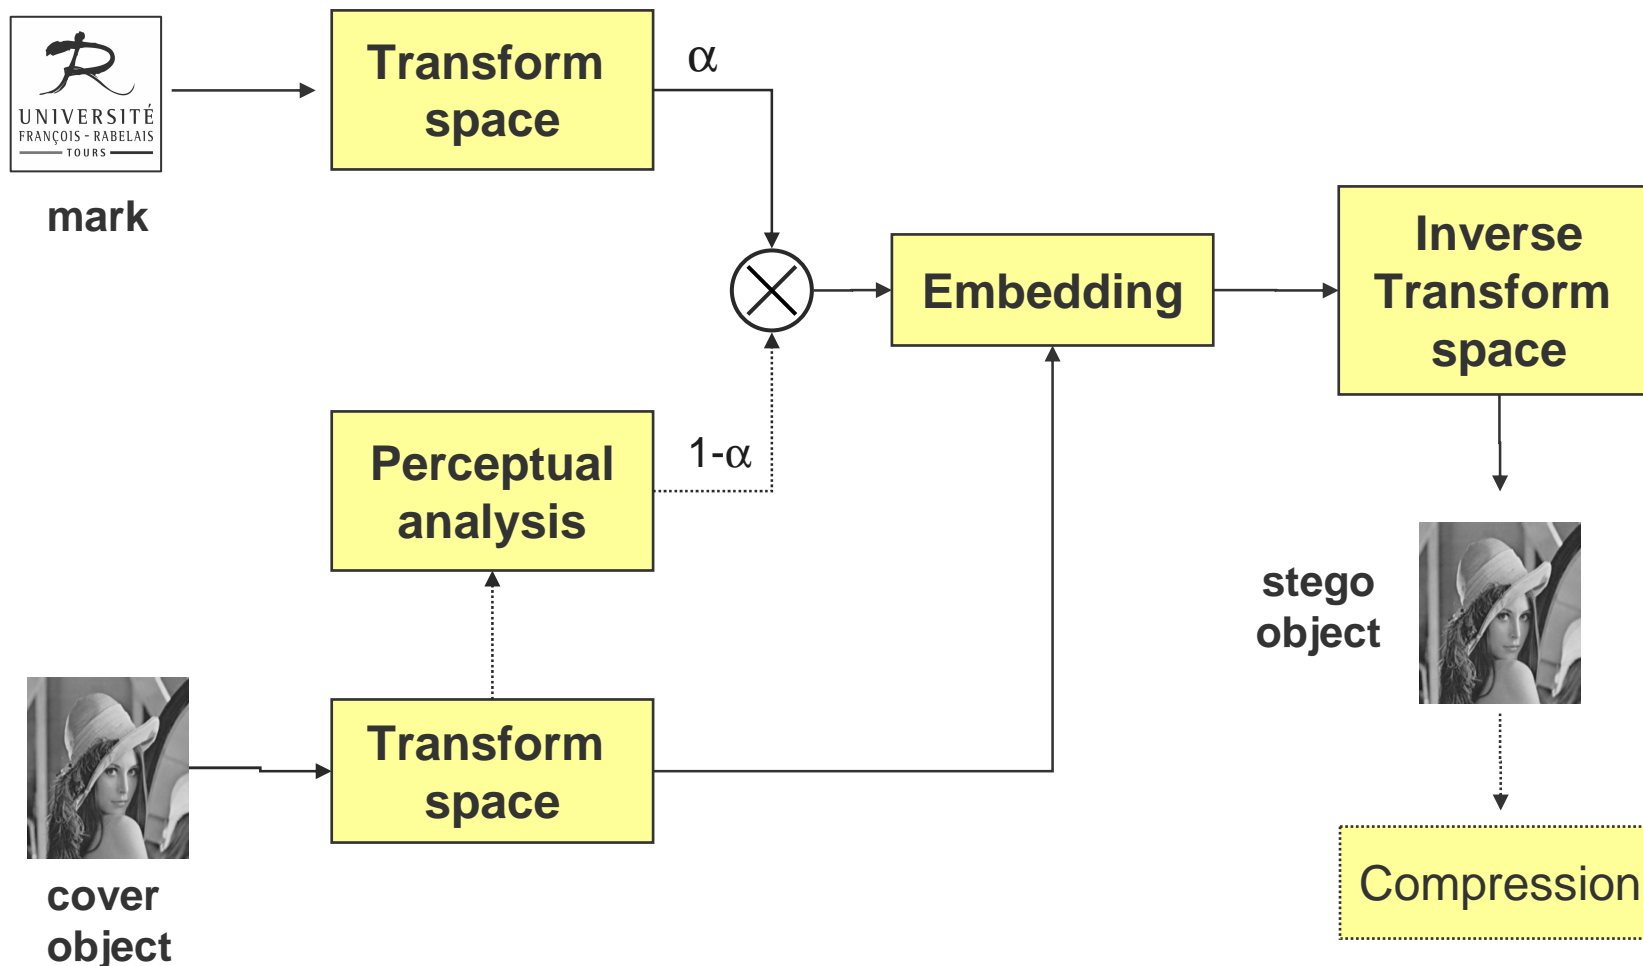 UNIVERSITÉ
FRANÇOIS - RABELAIS
TOURS
mark
Transform
space
α
Inverse
Transform
space
Embedding
Perceptual
analysis
1-α
stego
object
Transform
space
cover
object
Compression